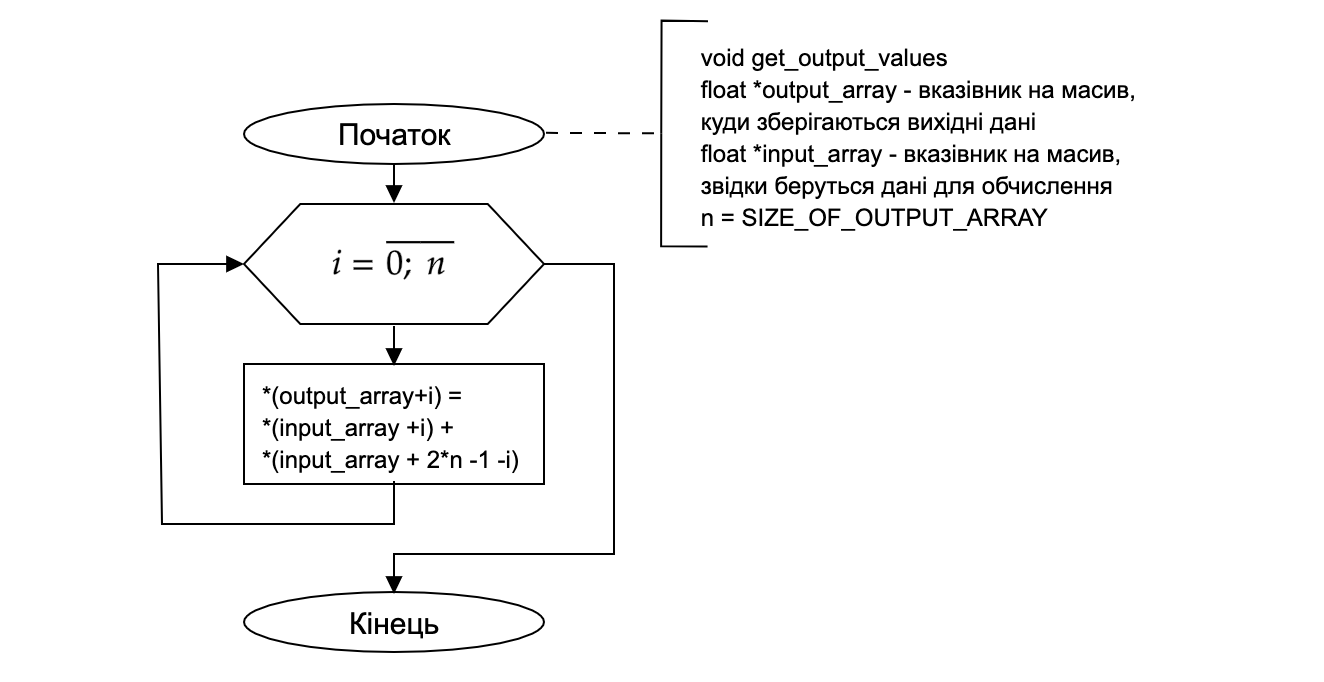 void get_output_values
float *output_array - вказівник на масив,
куди зберігаються вихідні дані
float *input_array - вказівник на масив,
звідки беруться дані для обчислення
n = SIZE_OF_OUTPUT_ARRAY
Початок
i = 0; n
*(output_array+i) =
*(input_array +i) +
*(input_array + 2*n -1 -i)
Кінець